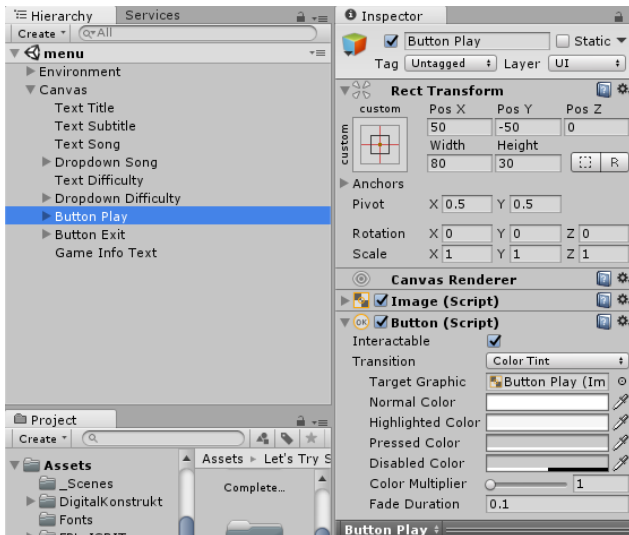 Hierarchy
Services
Create
All
menu
Environment
Canvas
Text Title
Text Subtitle
Text Song
Dropdown Song
Text Difficulty
Dropdown Difficulty
Button Play
Button Exit
Game Info Text
Project
Create
Assets
_Scenes
DigitalKonstrukt
Fonts
Assets Let's Try S
Complete...
Inspector
Button Play Static
Tag Untagged Layer UI
Rect Transform
custom Pos X Pos Y Pos Z
custom
50 -50 0
Width Height
80 30 R
Anchors
Pivot X 0.5 Y 0.5
Rotation X 0 Y 0 Z 0
Scale X 1 Y 1 Z 1
Canvas Renderer
Image (Script)
OK Button (Script)
Interactable
Transition Color Tint
Target Graphic Button Play (Im
Normal Color
Highlighted Color
Pressed Color
Disabled Color
Color Multiplier 1
Fade Duration 0.1
Button Play